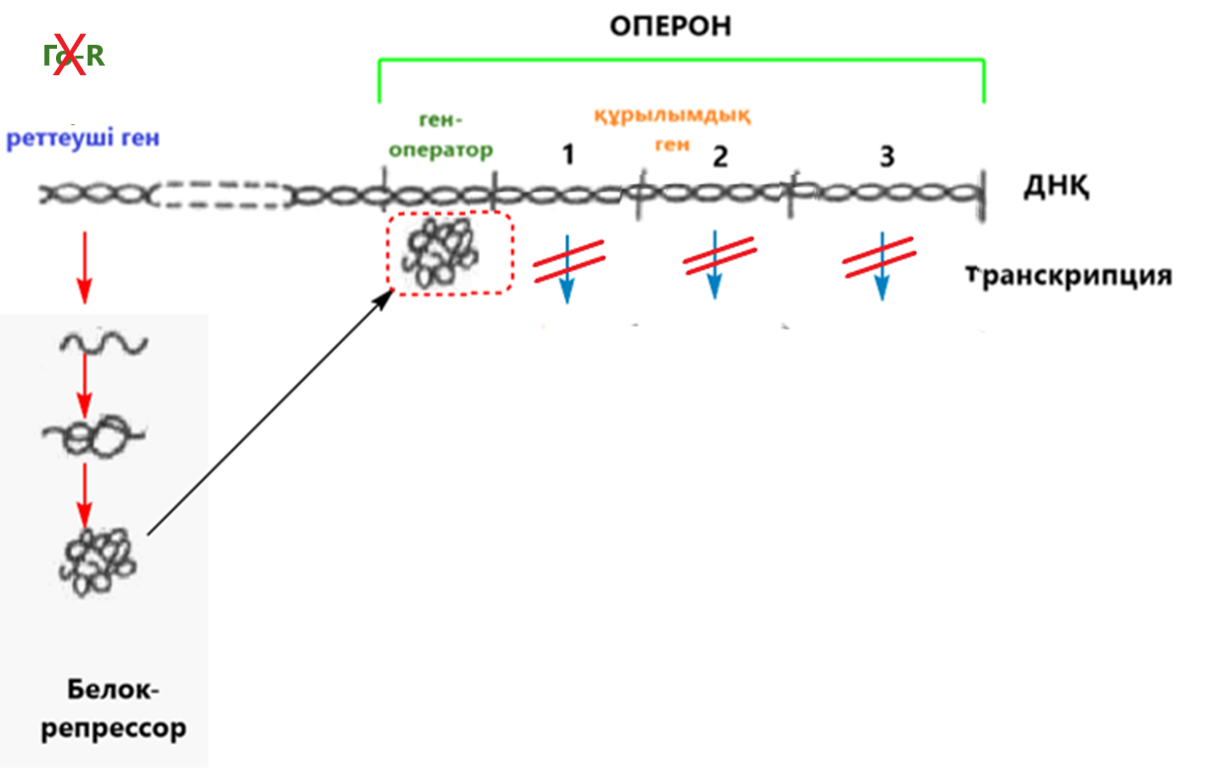 ОПЕРОН
реттеуші ген
ген-
оператор
құрылымдық
ген
1
2
3
ДНҚ
транскрипция
Белок-
репрессор